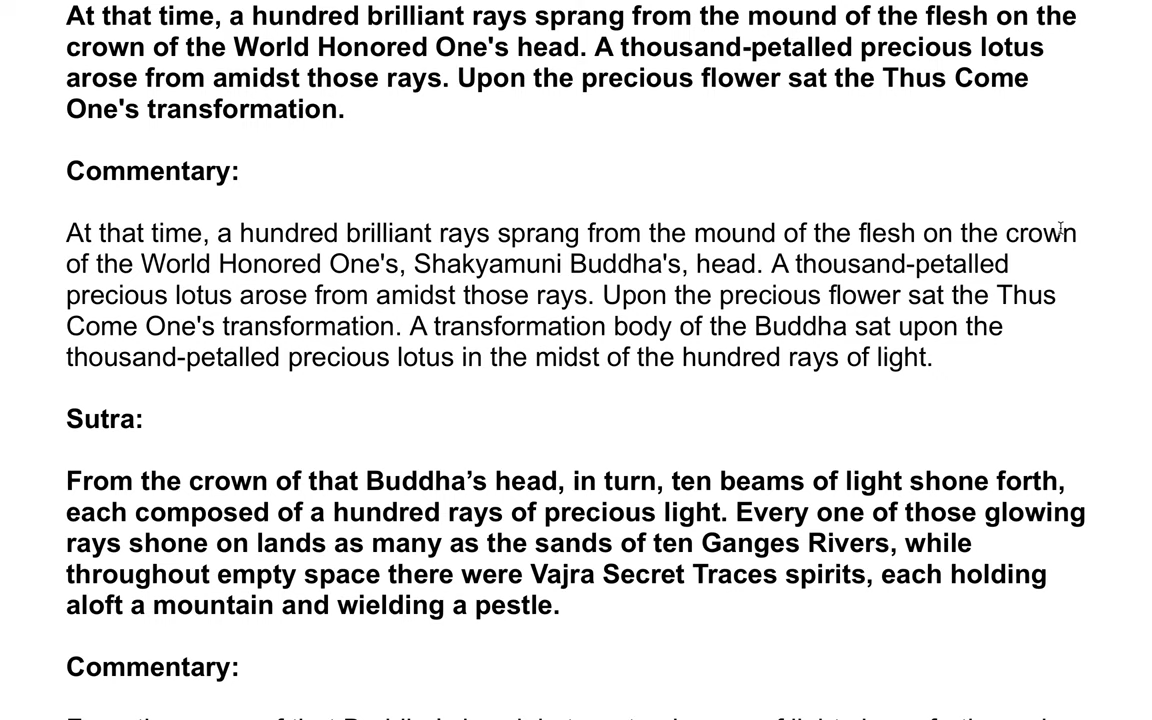 At that time, a hundred brilliant rays sprang from the mound of the flesh on the
crown of the World Honored One's head. A thousand-petalled precious lotus
arose from amidst those rays. Upon the precious flower sat the Thus Come
One's transformation.
Commentary:
At that time, a hundred brilliant rays sprang from the mound of the flesh on the crown
of the World Honored One's, Shakyamuni Buddha's, head. A thousand-petalled
precious lotus arose from amidst those rays. Upon the precious flower sat the Thus
Come One's transformation. A transformation body of the Buddha sat upon the
thousand-petalled precious lotus in the midst of the hundred rays of light.
Sutra:
From the crown of that Buddha’s head, in turn, ten beams of light shone forth,
each composed of a hundred rays of precious light. Every one of those glowing
rays shone on lands as many as the sands of ten Ganges Rivers, while
throughout empty space there were Vajra Secret Traces spirits, each holding
aloft a mountain and wielding a pestle.
Commentary: